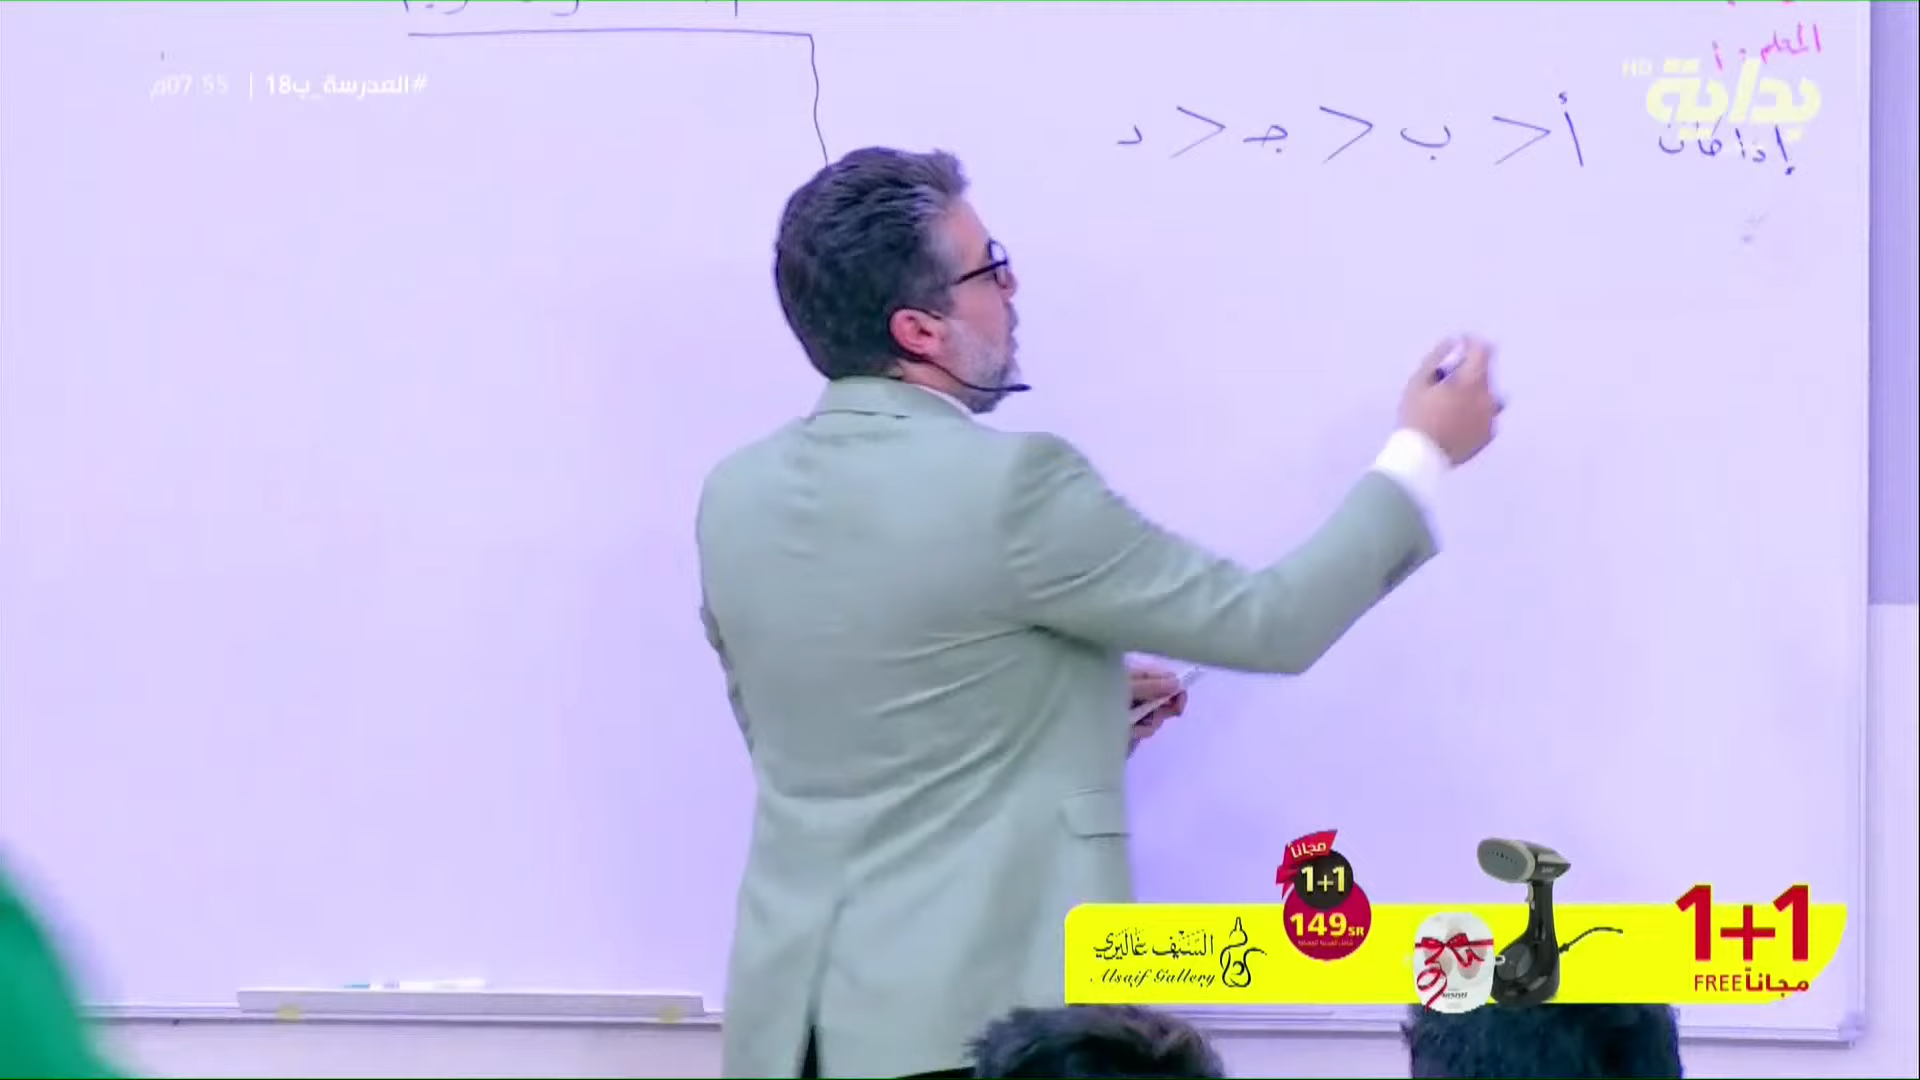 المعلم : أ
بداية HD
#المدرسة_ب18 | 07:55م
إذا كان أ < ب < جـ < د
مجاناً
1+1
149 SR
السيف غاليري
Alsaif Gallery
1+1
FREE مجاناً